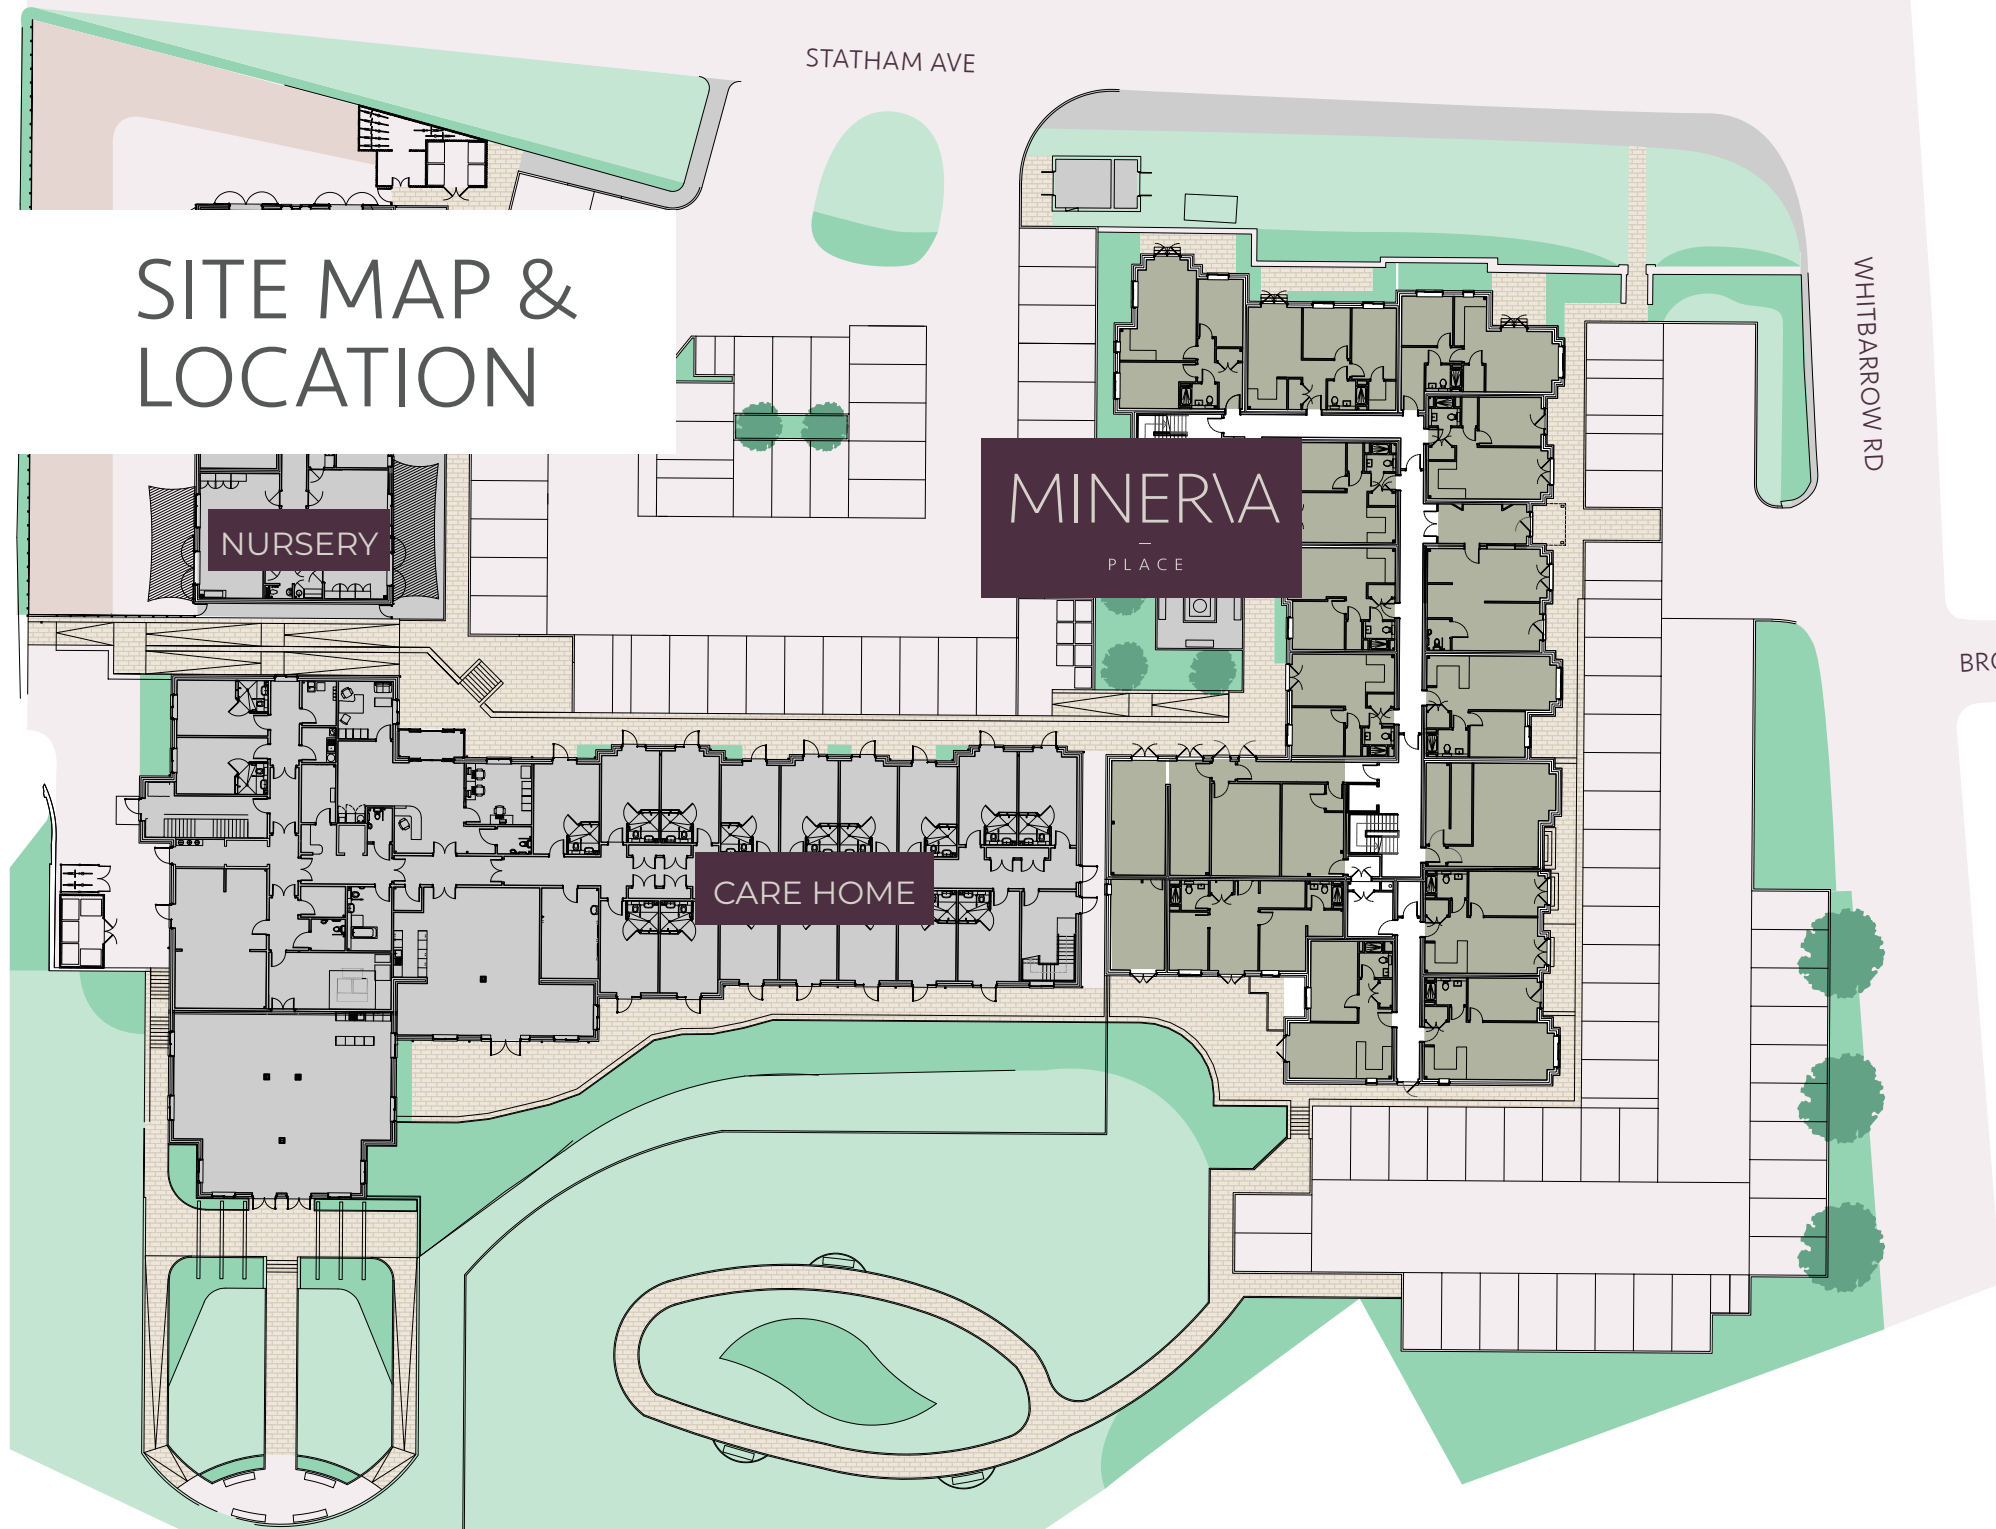 STATHAM AVE
SITE MAP &
LOCATION
WHITBARROW RD
MINERVA
PLACE
NURSERY
CARE HOME